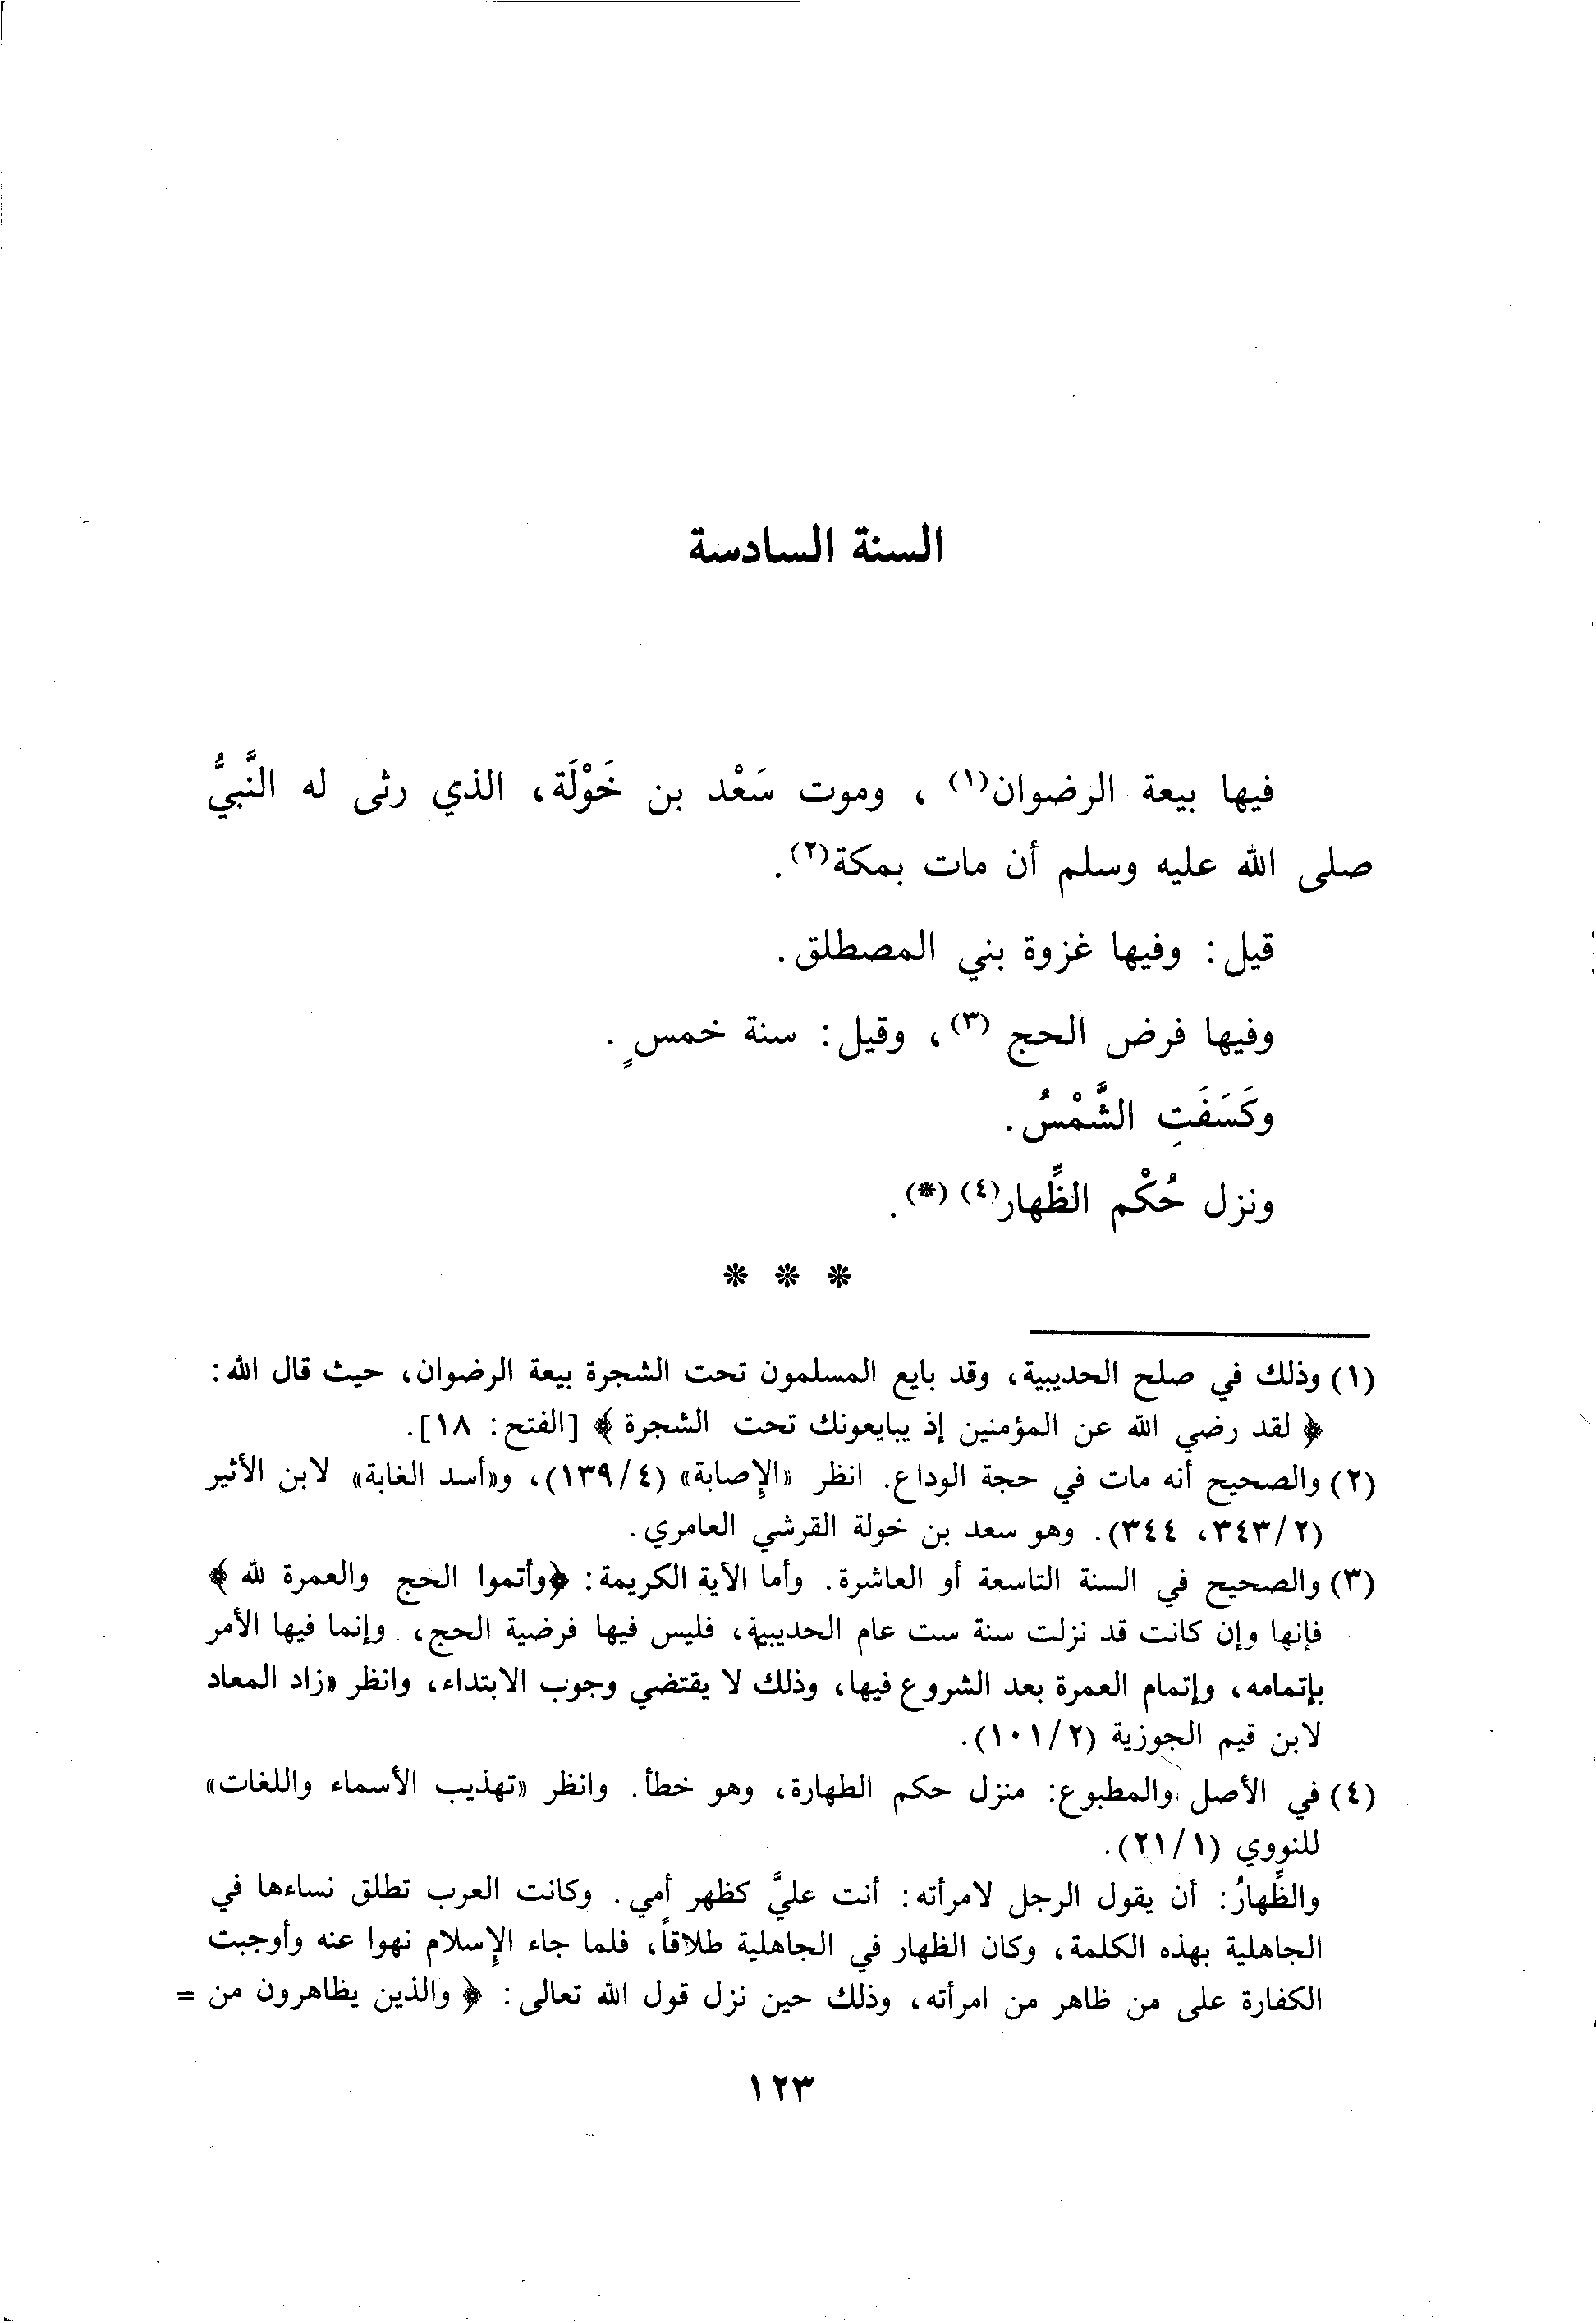 السنة السادسة
فيها بيعة الرضوان(١) ، وموت سَعْد بن خَوْلَة، الذي رثى له النَّبيُّ
صلى الله عليه وسلم أن مات بمكة(٢).
قيل: وفيها غزوة بني المصطلق.
وفيها فرض الحج (٣)، وقيل: سنة خمسٍ.
وكَسَفَتِ الشَّمْسُ.
ونزل حُكْم الظِّهار(٤) (*).
* * *
(١) وذلك في صلح الحديبية، وقد بايع المسلمون تحت الشجرة بيعة الرضوان، حيث قال الله:
﴿ لقد رضي الله عن المؤمنين إذ يبايعونك تحت الشجرة ﴾ [الفتح: ١٨].
(٢) والصحيح أنه مات في حجة الوداع. انظر «الإصابة» (٤/ ١٣٩)، و«أسد الغابة» لابن الأثير
(٢/ ٣٤٣، ٣٤٤). وهو سعد بن خولة القرشي العامري.
(٣) والصحيح في السنة التاسعة أو العاشرة. وأما الآية الكريمة: ﴿وأتموا الحج والعمرة لله ﴾
فإنها وإن كانت قد نزلت سنة ست عام الحديبية، فليس فيها فرضية الحج، وإنما فيها الأمر
بإتمامه، وإتمام العمرة بعد الشروع فيها، وذلك لا يقتضي وجوب الابتداء، وانظر «زاد المعاد
لابن قيم الجوزية (٢/ ١٠١).
(٤) في الأصل والمطبوع: منزل حكم الطهارة، وهو خطأ. وانظر «تهذيب الأسماء واللغات»
للنووي (١/ ٢١).
والظِّهارُ: أن يقول الرجل لامرأته: أنت عليَّ كظهر أمي. وكانت العرب تطلق نساءها في
الجاهلية بهذه الكلمة، وكان الظهار في الجاهلية طلاقاً، فلما جاء الإسلام نهوا عنه وأوجبت
الكفارة على من ظاهر من امرأته، وذلك حين نزل قول الله تعالى: ﴿ والذين يظاهرون من =
١٢٣